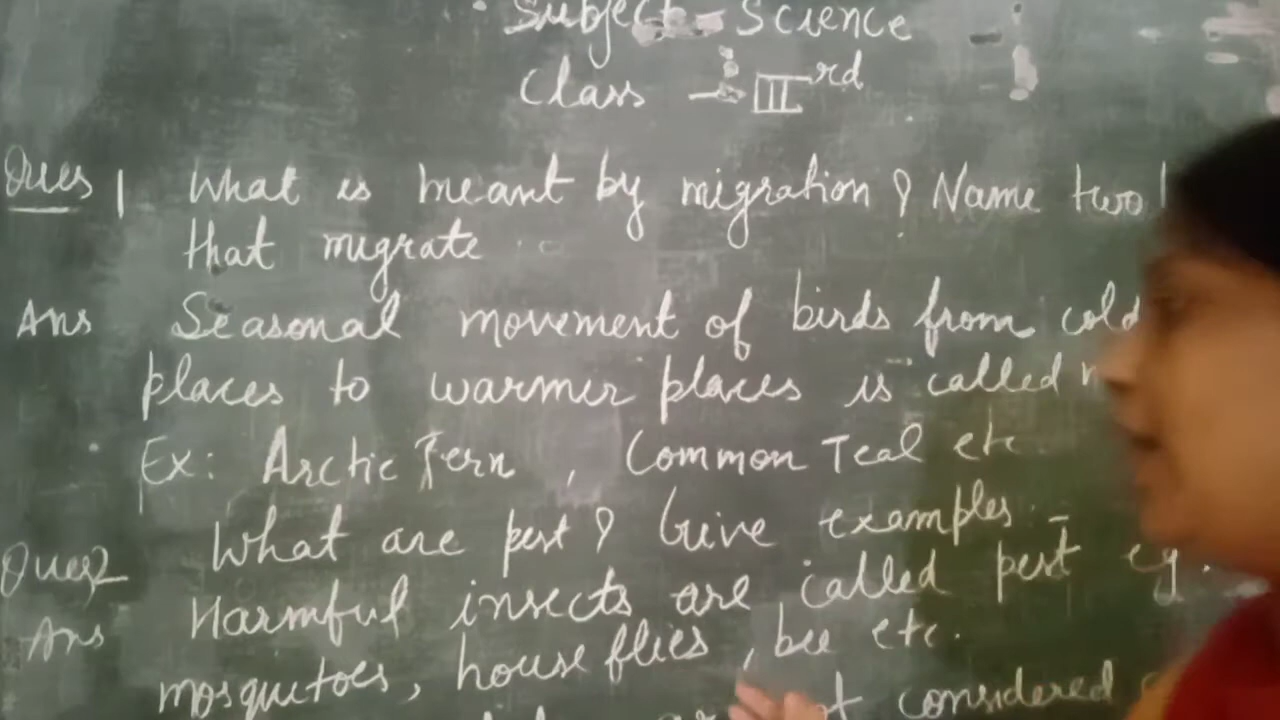 Subject - Science
Class -: IIIrd
Ques 1 What is meant by migration? Name two
that migrate
Ans Seasonal movement of birds from cold
places to warmer places is called
Ex: Arctic Tern, Common Teal etc
Ques 2 What are pest? Give examples -
Ans Harmful insects are called pest eg.
mosquitoes, house flies, bee etc.
considered